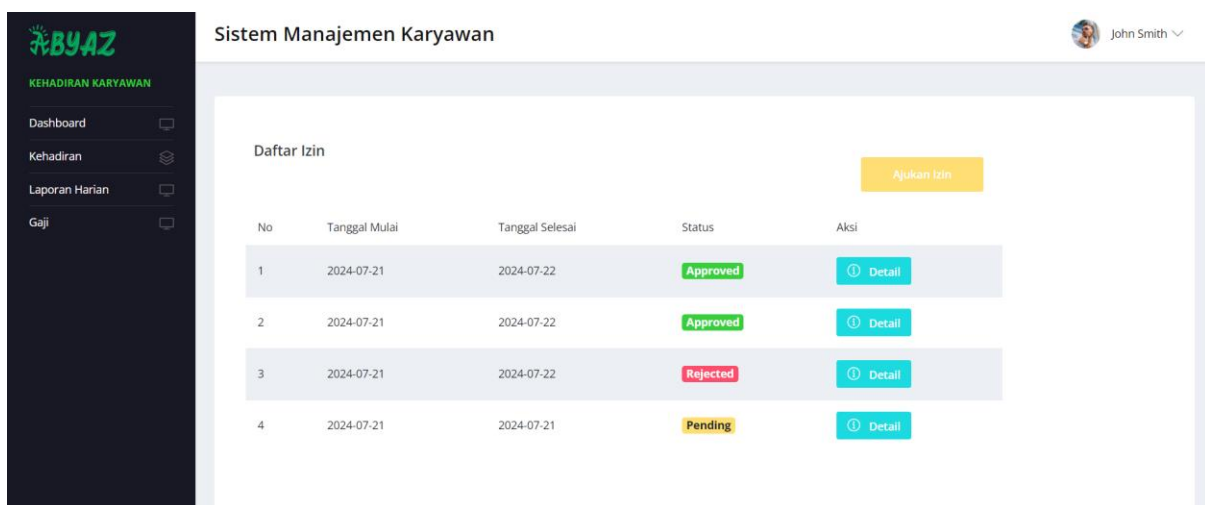 ABYAZ
Sistem Manajemen Karyawan
John Smith
KEHADIRAN KARYAWAN
Dashboard
Kehadiran
Laporan Harian
Gaji
Daftar Izin
Ajukan Izin
No Tanggal Mulai Tanggal Selesai Status Aksi
1 2024-07-21 2024-07-22 Approved Detail
2 2024-07-21 2024-07-22 Approved Detail
3 2024-07-21 2024-07-22 Rejected Detail
4 2024-07-21 2024-07-21 Pending Detail